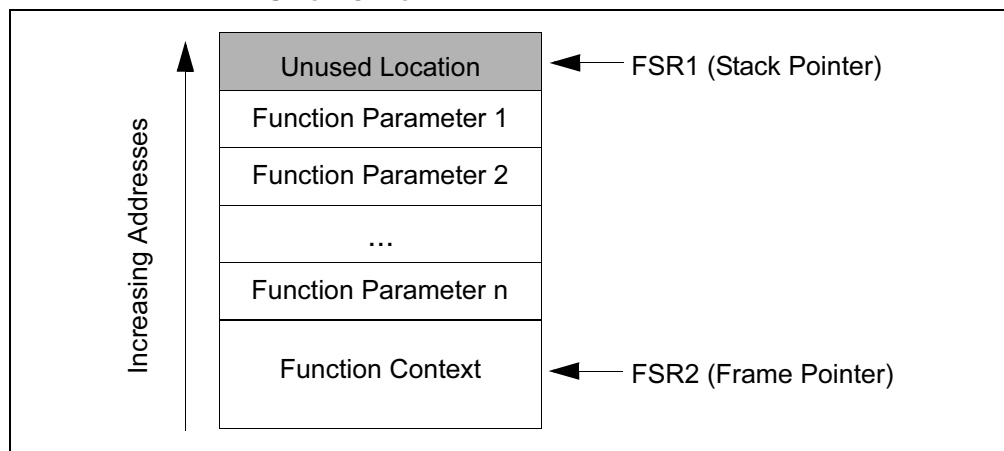 Unused Location
FSR1 (Stack Pointer)
Function Parameter 1
Function Parameter 2
...
Function Parameter n
Function Context
FSR2 (Frame Pointer)
Increasing Addresses